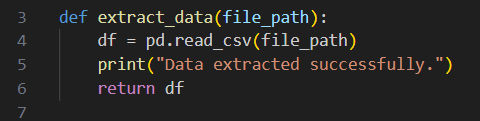 3 def extract_data(file_path):
4     df = pd.read_csv(file_path)
5     print("Data extracted successfully.")
6     return df
7